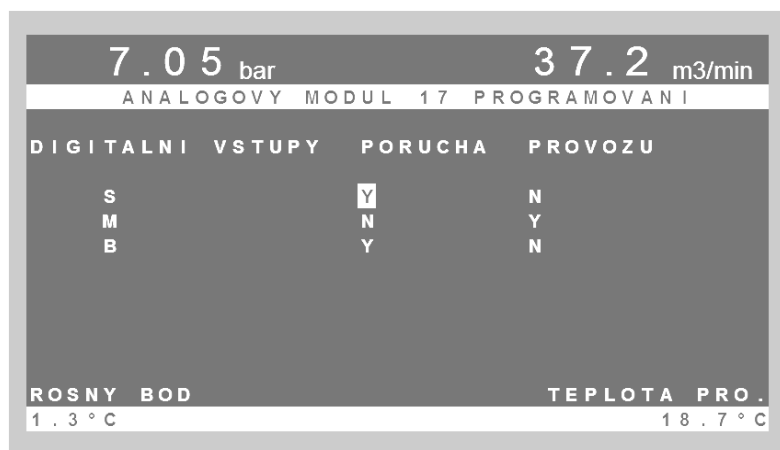 7.05 bar 37.2 m3/min
ANALOGOVY MODUL 17 PROGRAMOVANI
DIGITALNI VSTUPY PORUCHA PROVOZU
S Y N
M N Y
B Y N
ROSNY BOD TEPLOTA PRO.
1.3°C 18.7°C